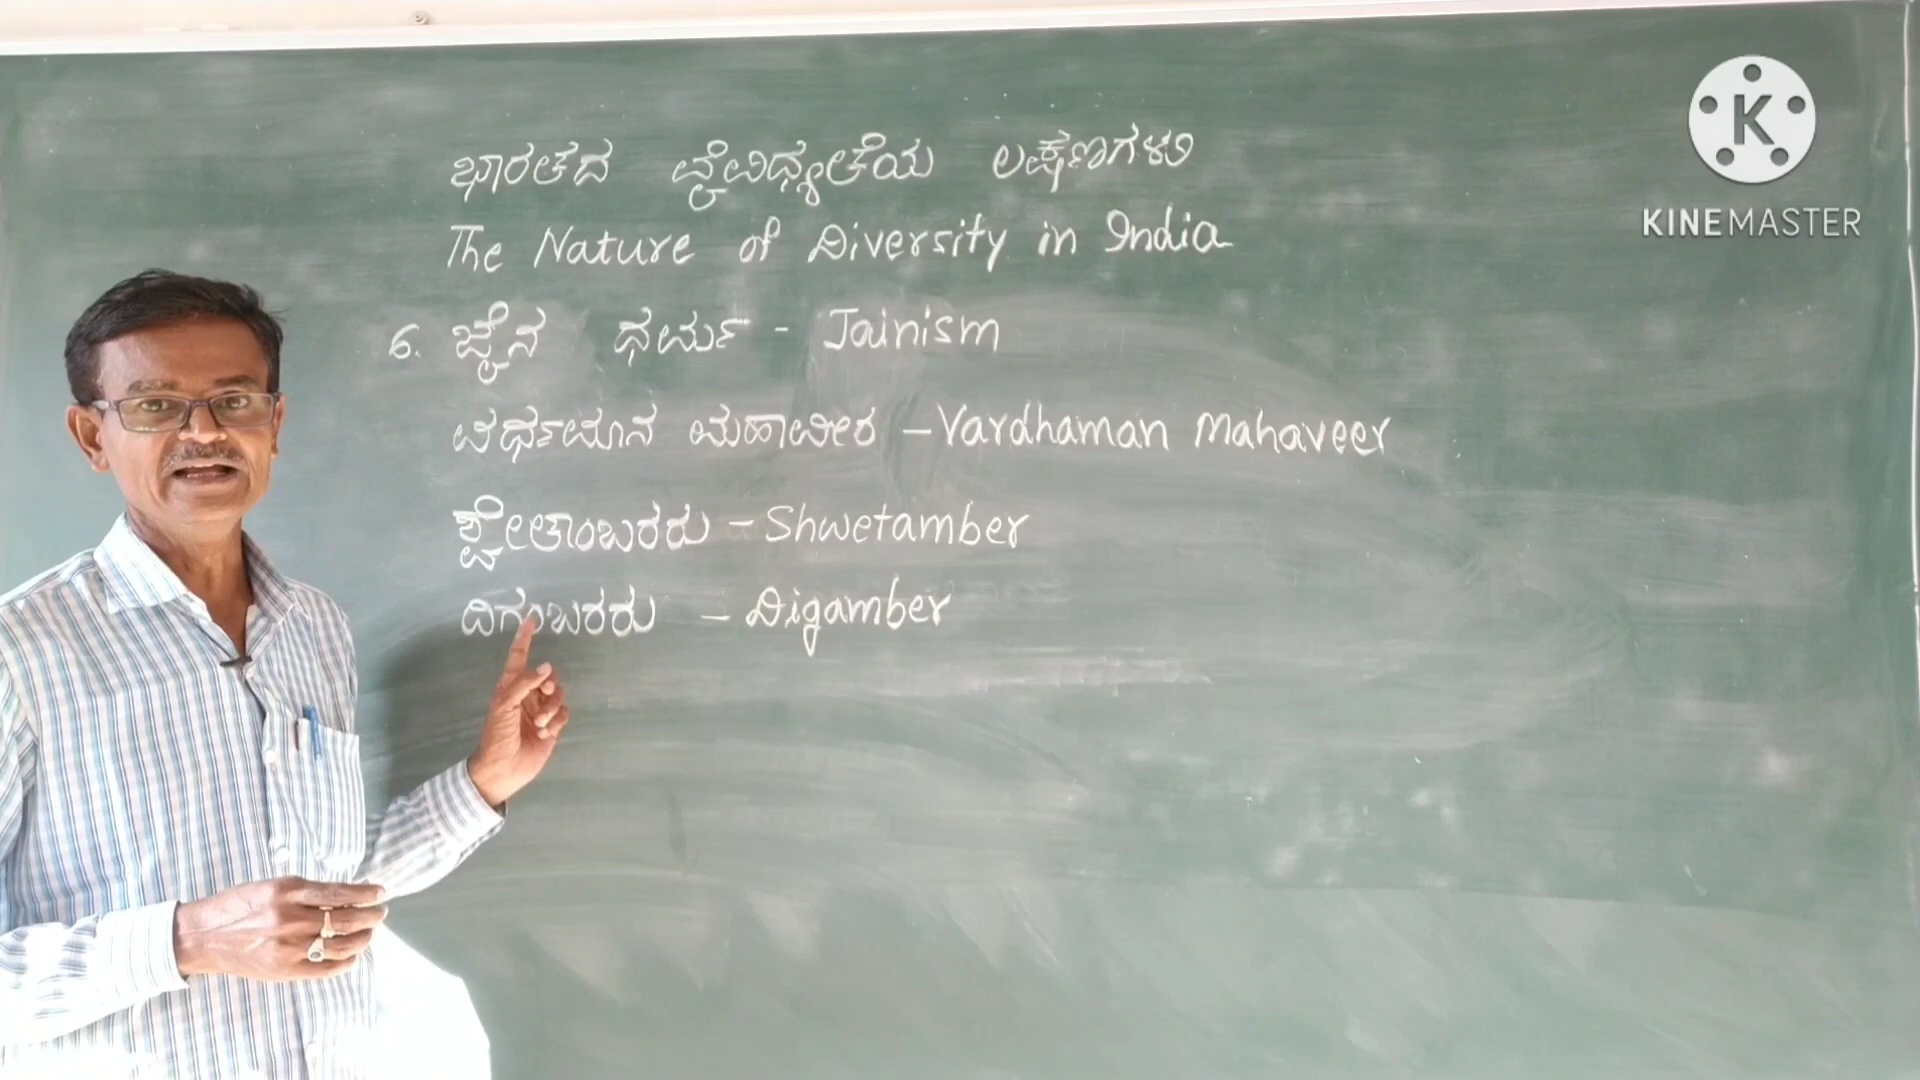 ಭಾರತದ ವೈವಿಧ್ಯತೆಯ ಲಕ್ಷಣಗಳು
The Nature of Diversity in India
6. ಜೈನ ಧರ್ಮ - Jainism
ವರ್ಧಮಾನ ಮಹಾವೀರ - Vardhaman Mahaveer
ಶ್ವೇತಾಂಬರರು - Shwetamber
ದಿಗಂಬರರು - Digamber
K
KINEMASTER